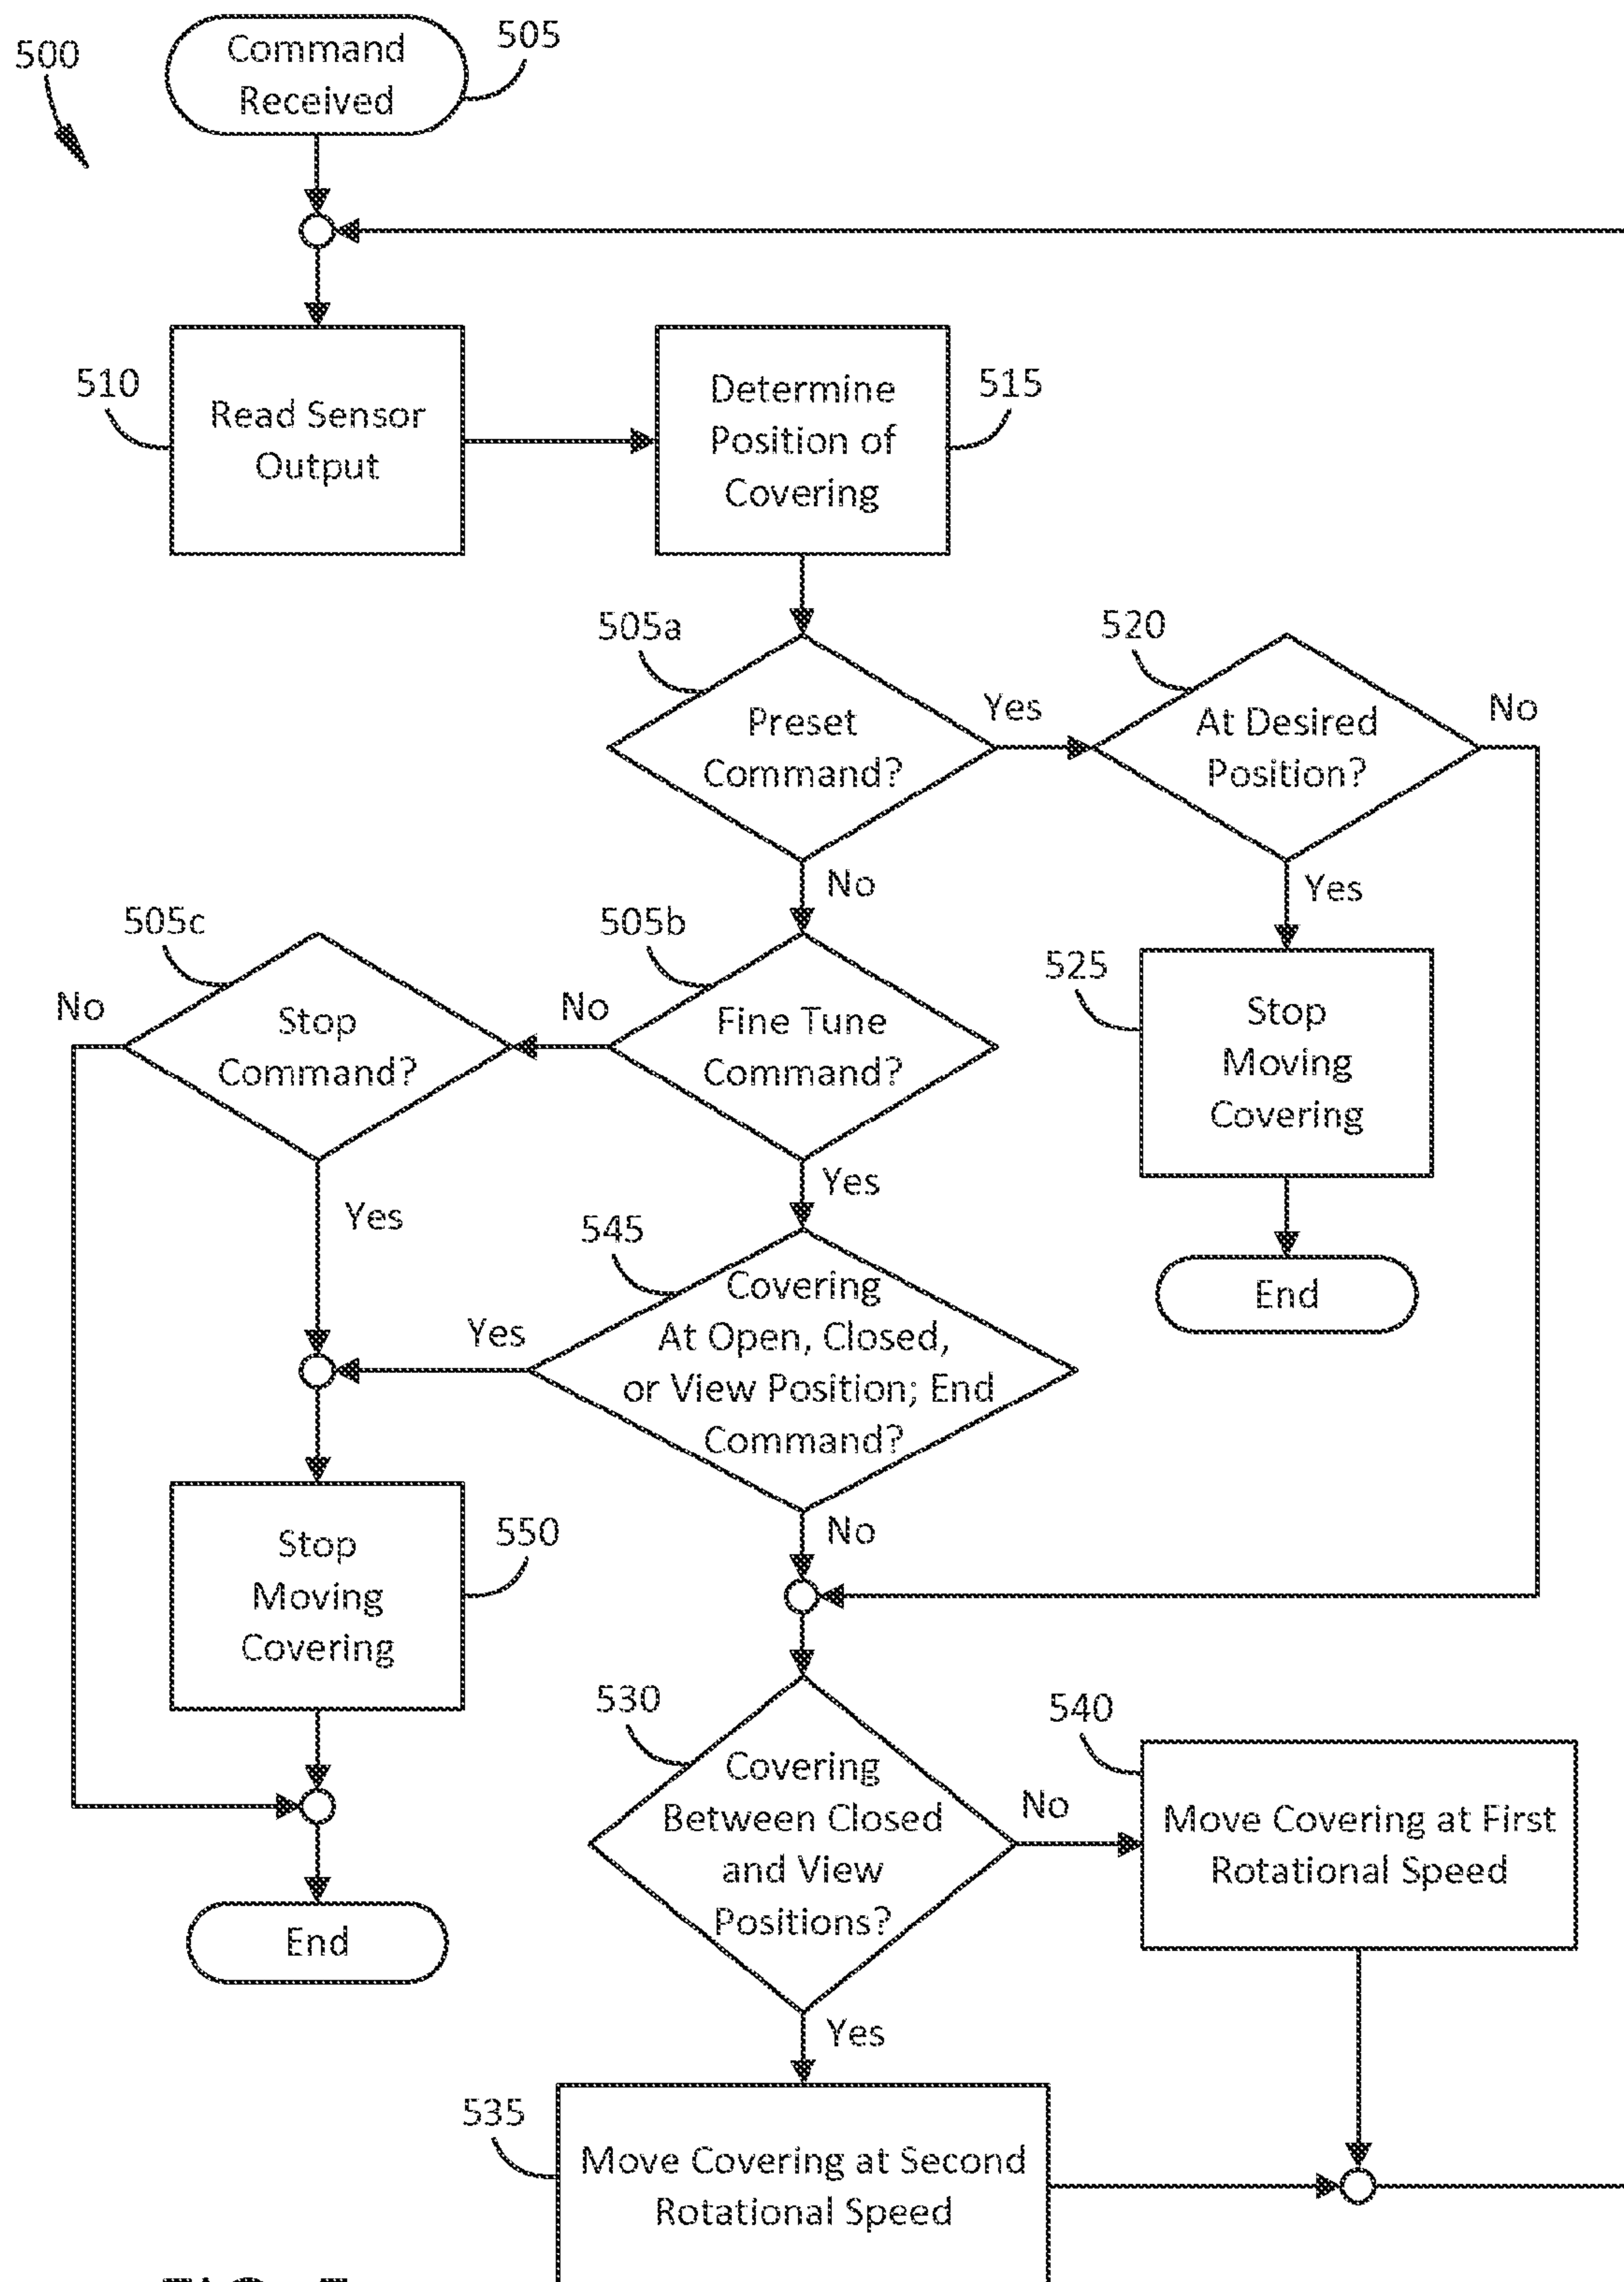 500
Command
Received
505
510
Read Sensor
Output
Determine
Position of
Covering
515
505a
Preset
Command?
Yes
520
At Desired
Position?
No
No
Yes
505c
Stop
Command?
No
505b
Fine Tune
Command?
No
525
Stop
Moving
Covering
Yes
Yes
545
Covering
At Open, Closed,
or View Position; End
Command?
Yes
End
No
Stop
Moving
Covering
550
530
Covering
Between Closed
and View
Positions?
No
540
Move Covering at First
Rotational Speed
End
Yes
535
Move Covering at Second
Rotational Speed